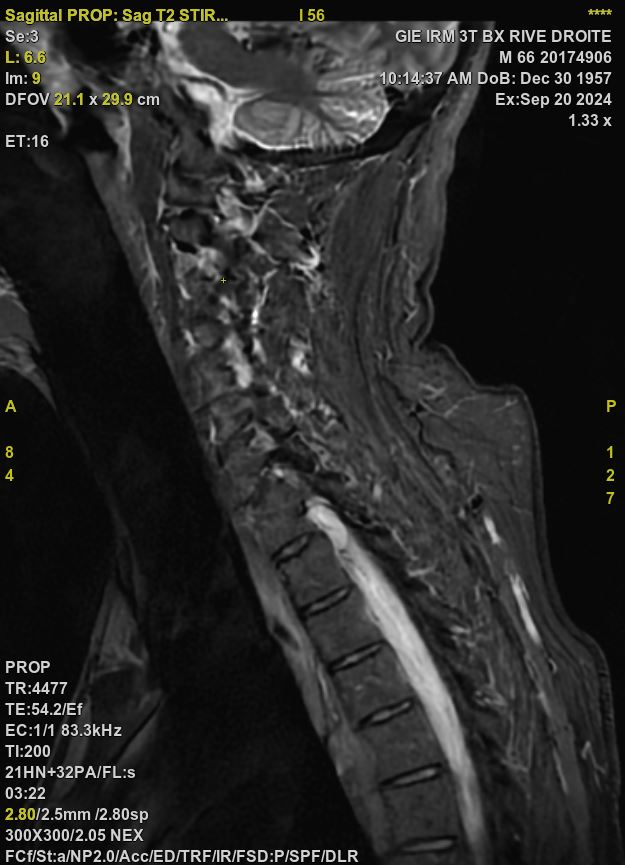 Sagittal PROP: Sag T2 STIR... I 56 ****
Se:3 GIE IRM 3T BX RIVE DROITE
L: 6.6 M 66 20174906
Im: 9 10:14:37 AM DoB: Dec 30 1957
DFOV 21.1 x 29.9 cm Ex:Sep 20 2024
1.33 x
ET:16
A P
8 1
4 2
7
PROP
TR:4477
TE:54.2/Ef
EC:1/1 83.3kHz
TI:200
21HN+32PA/FL:s
03:22
2.80/2.5mm /2.80sp
300X300/2.05 NEX
FCf/St:a/NP2.0/Acc/ED/TRF/IR/FSD:P/SPF/DLR